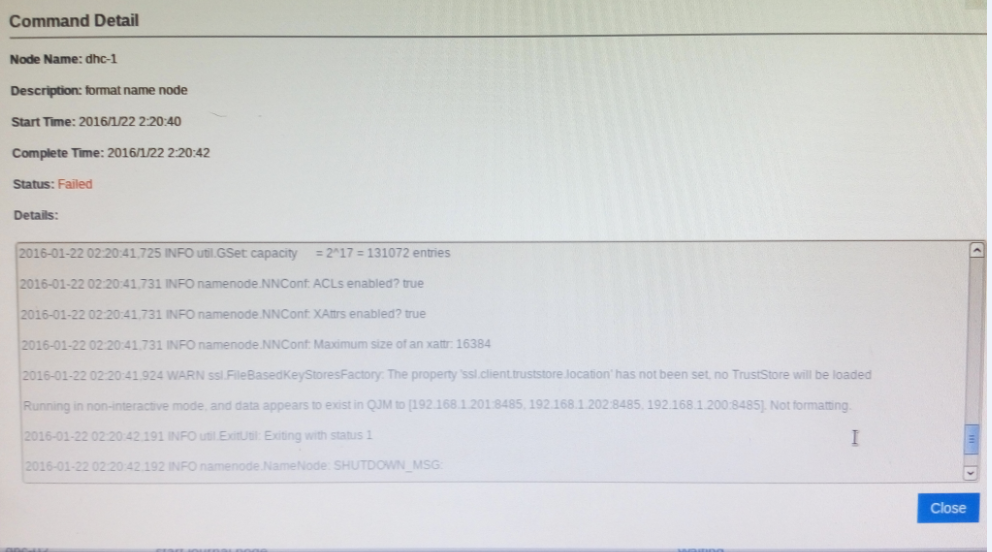 Command Detail
Node Name: dhc-1
Description: format name node
Start Time: 2016/1/22 2:20:40
Complete Time: 2016/1/22 2:20:42
Status: Failed
Details:
2016-01-22 02:20:41,725 INFO util.GSet: capacity = 2^17 = 131072 entries
2016-01-22 02:20:41,731 INFO namenode.NNConf: ACLs enabled? true
2016-01-22 02:20:41,731 INFO namenode.NNConf: XAttrs enabled? true
2016-01-22 02:20:41,731 INFO namenode.NNConf: Maximum size of an xattr: 16384
2016-01-22 02:20:41,924 WARN ssl.FileBasedKeyStoresFactory: The property 'ssl.client.truststore.location' has not been set, no TrustStore will be loaded
Running in non-interactive mode, and data appears to exist in QJM to [192.168.1.201:8485, 192.168.1.202:8485, 192.168.1.200:8485]. Not formatting.
2016-01-22 02:20:42,191 INFO util.ExitUtil: Exiting with status 1
2016-01-22 02:20:42,192 INFO namenode.NameNode: SHUTDOWN_MSG:
Close